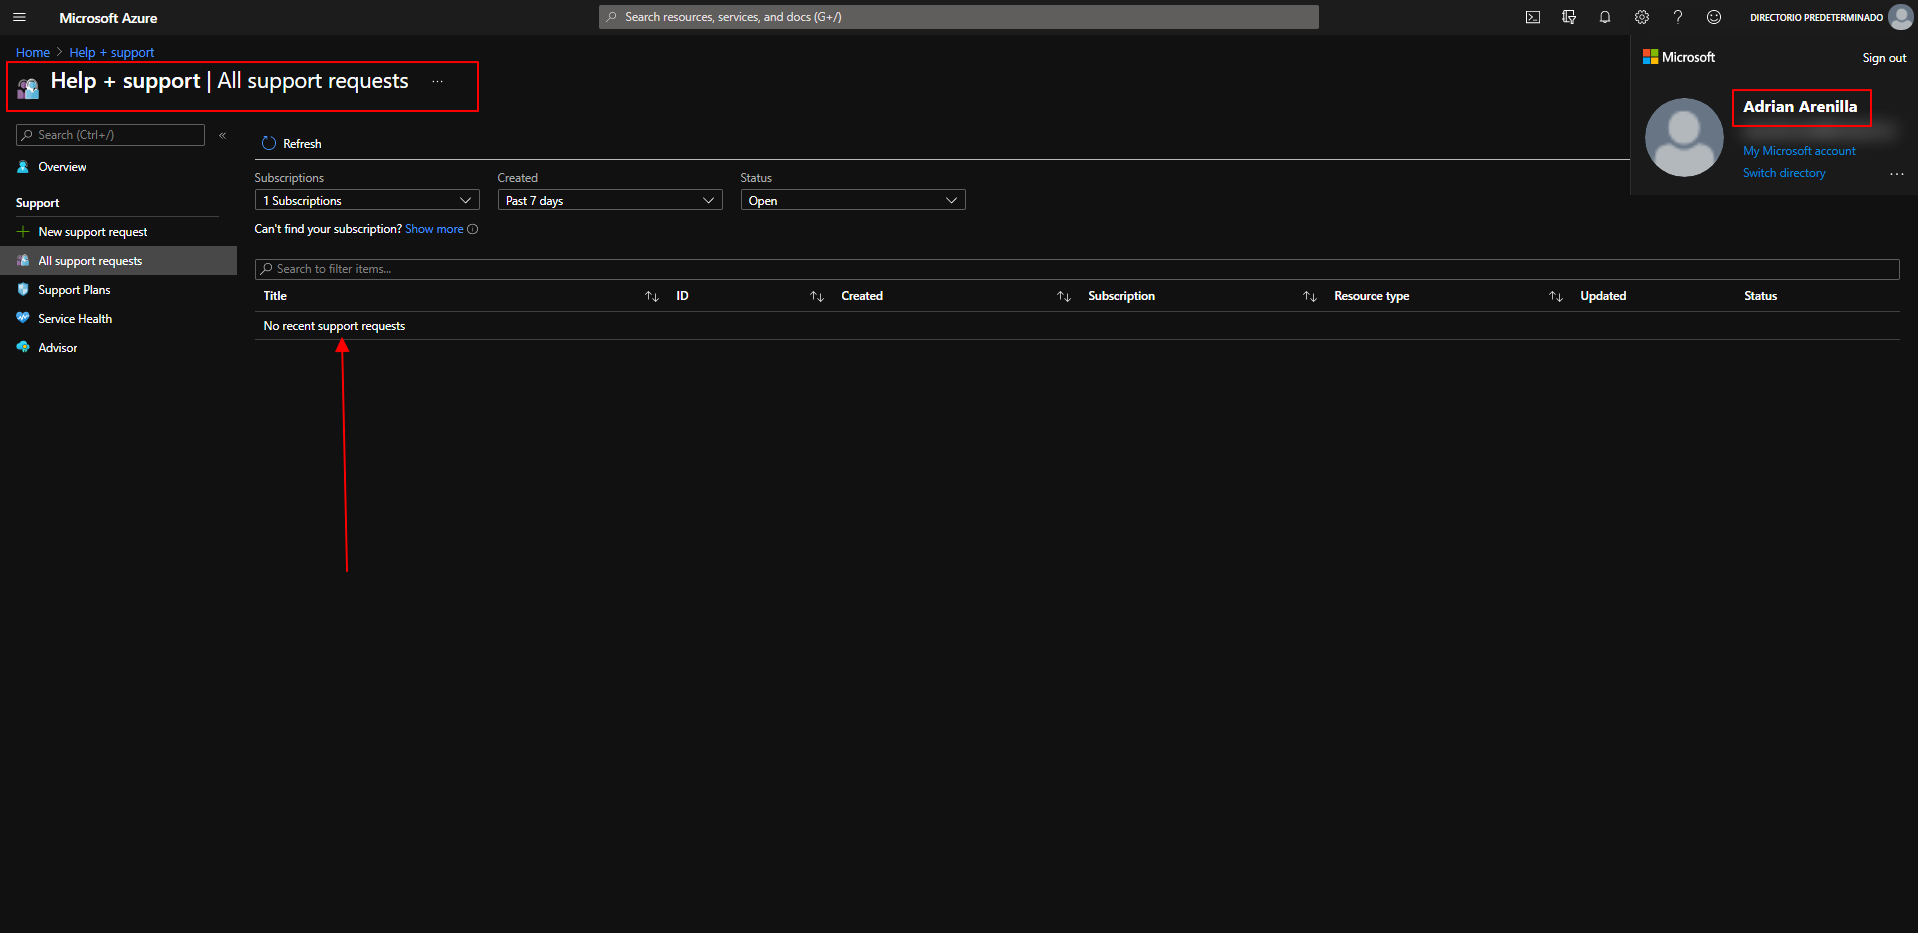 Microsoft Azure
Search resources, services, and docs (G+/)
DIRECTORIO PREDETERMINADO
Home > Help + support
Help + support | All support requests ...
Microsoft
Sign out
Adrian Arenilla
My Microsoft account
Switch directory
...
Search (Ctrl+/)
«
Overview
Support
New support request
All support requests
Support Plans
Service Health
Advisor
Refresh
Subscriptions
1 Subscriptions
Created
Past 7 days
Status
Open
Can't find your subscription? Show more
Search to filter items...
Title ID Created Subscription Resource type Updated Status
No recent support requests